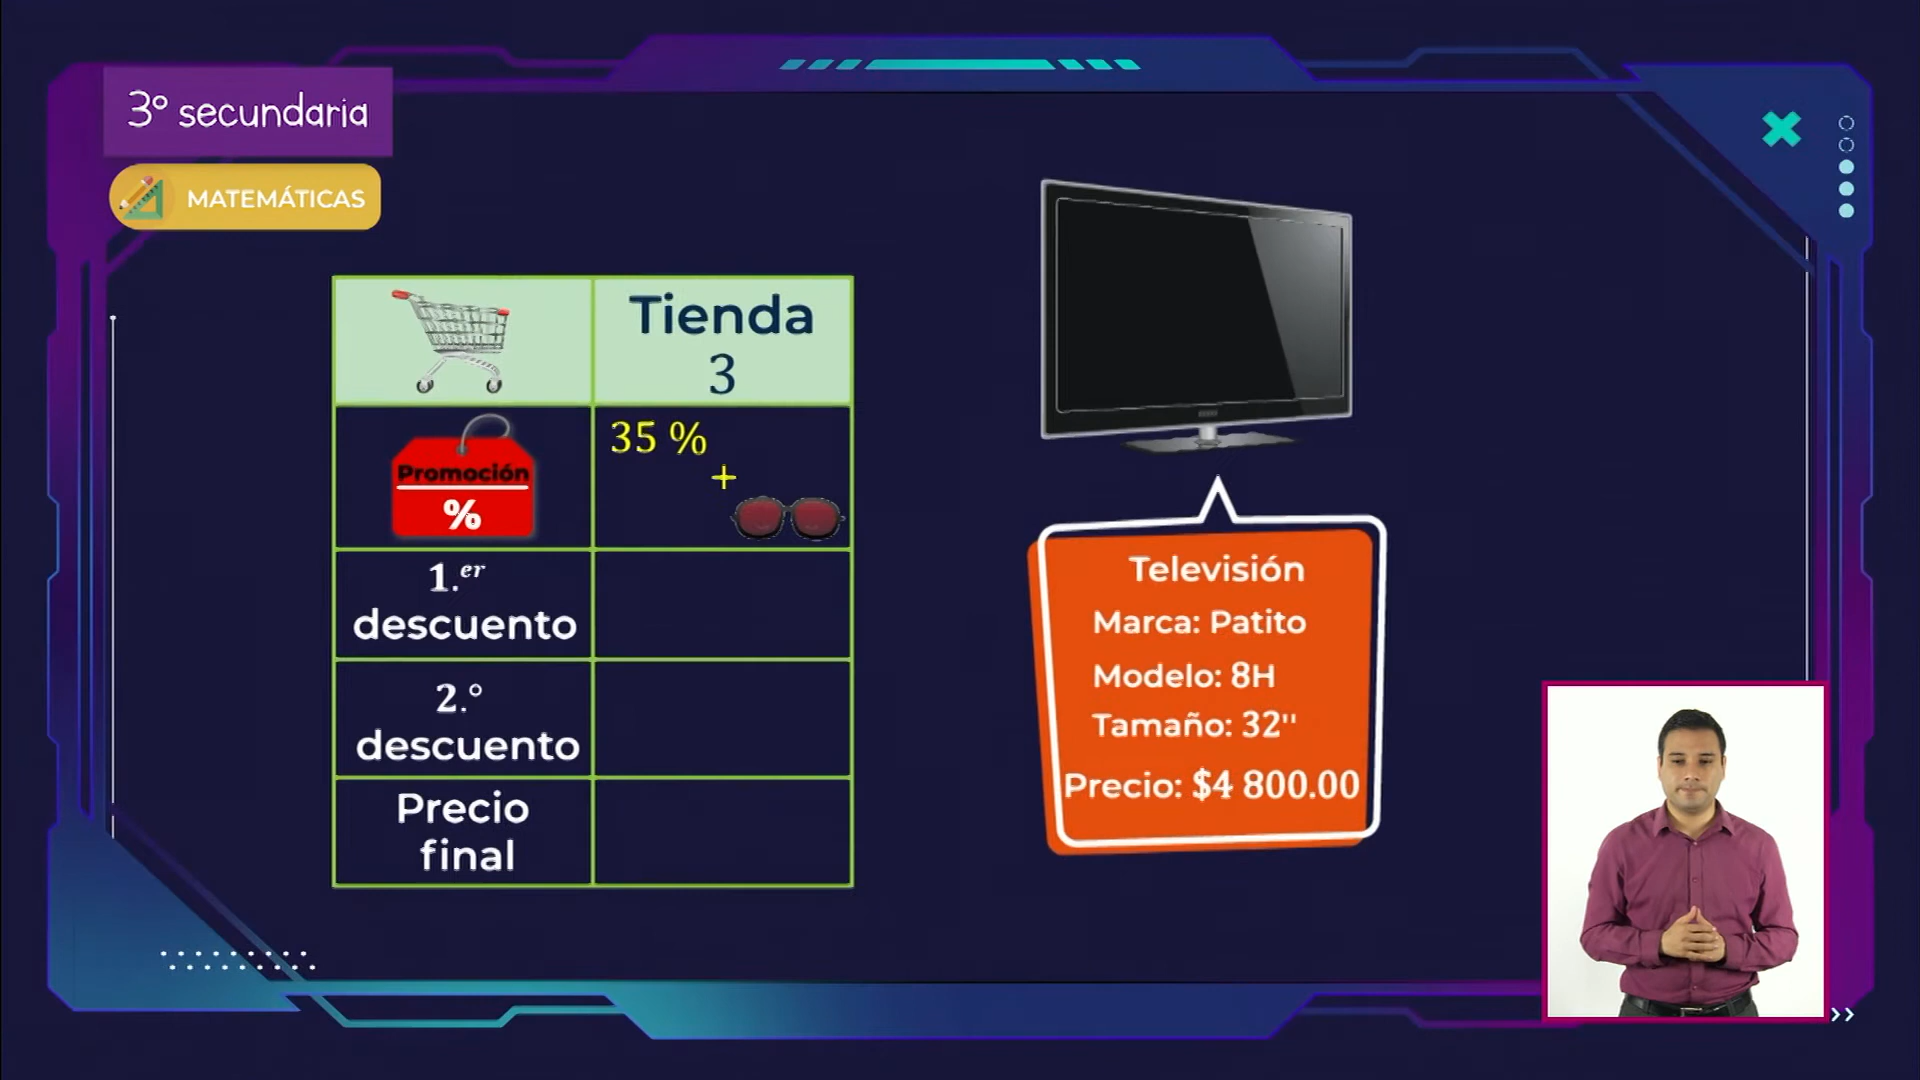 3° secundaria
MATEMÁTICAS
Tienda
3
Promoción
%
35 %
+
1.er
descuento
2.°
descuento
Precio
final
Televisión
Marca: Patito
Modelo: 8H
Tamaño: 32''
Precio: $4 800.00